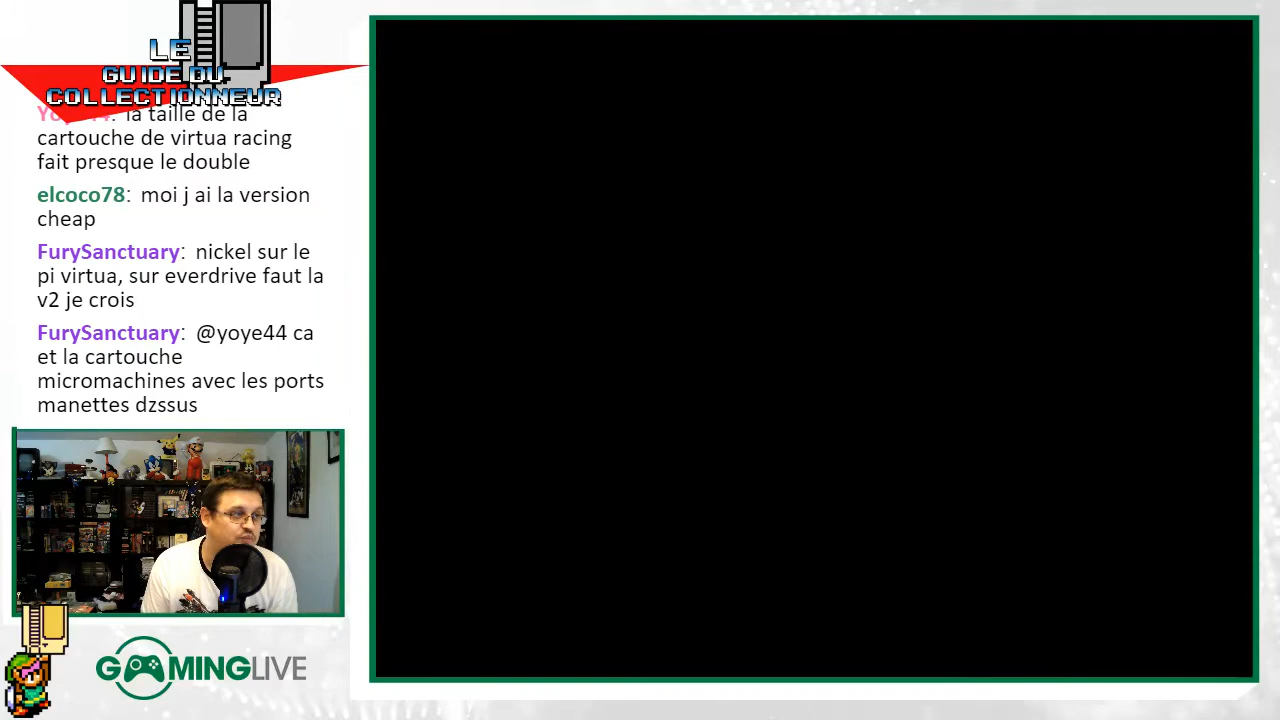 LE
GUIDE DU
COLLECTIONNEUR
la taille de la
cartouche de virtua racing
fait presque le double
elcoco78: moi j ai la version
cheap
FurySanctuary: nickel sur le
pi virtua, sur everdrive faut la
v2 je crois
FurySanctuary: @yoye44 ca
et la cartouche
micromachines avec les ports
manettes dzssus
GAMINGLIVE